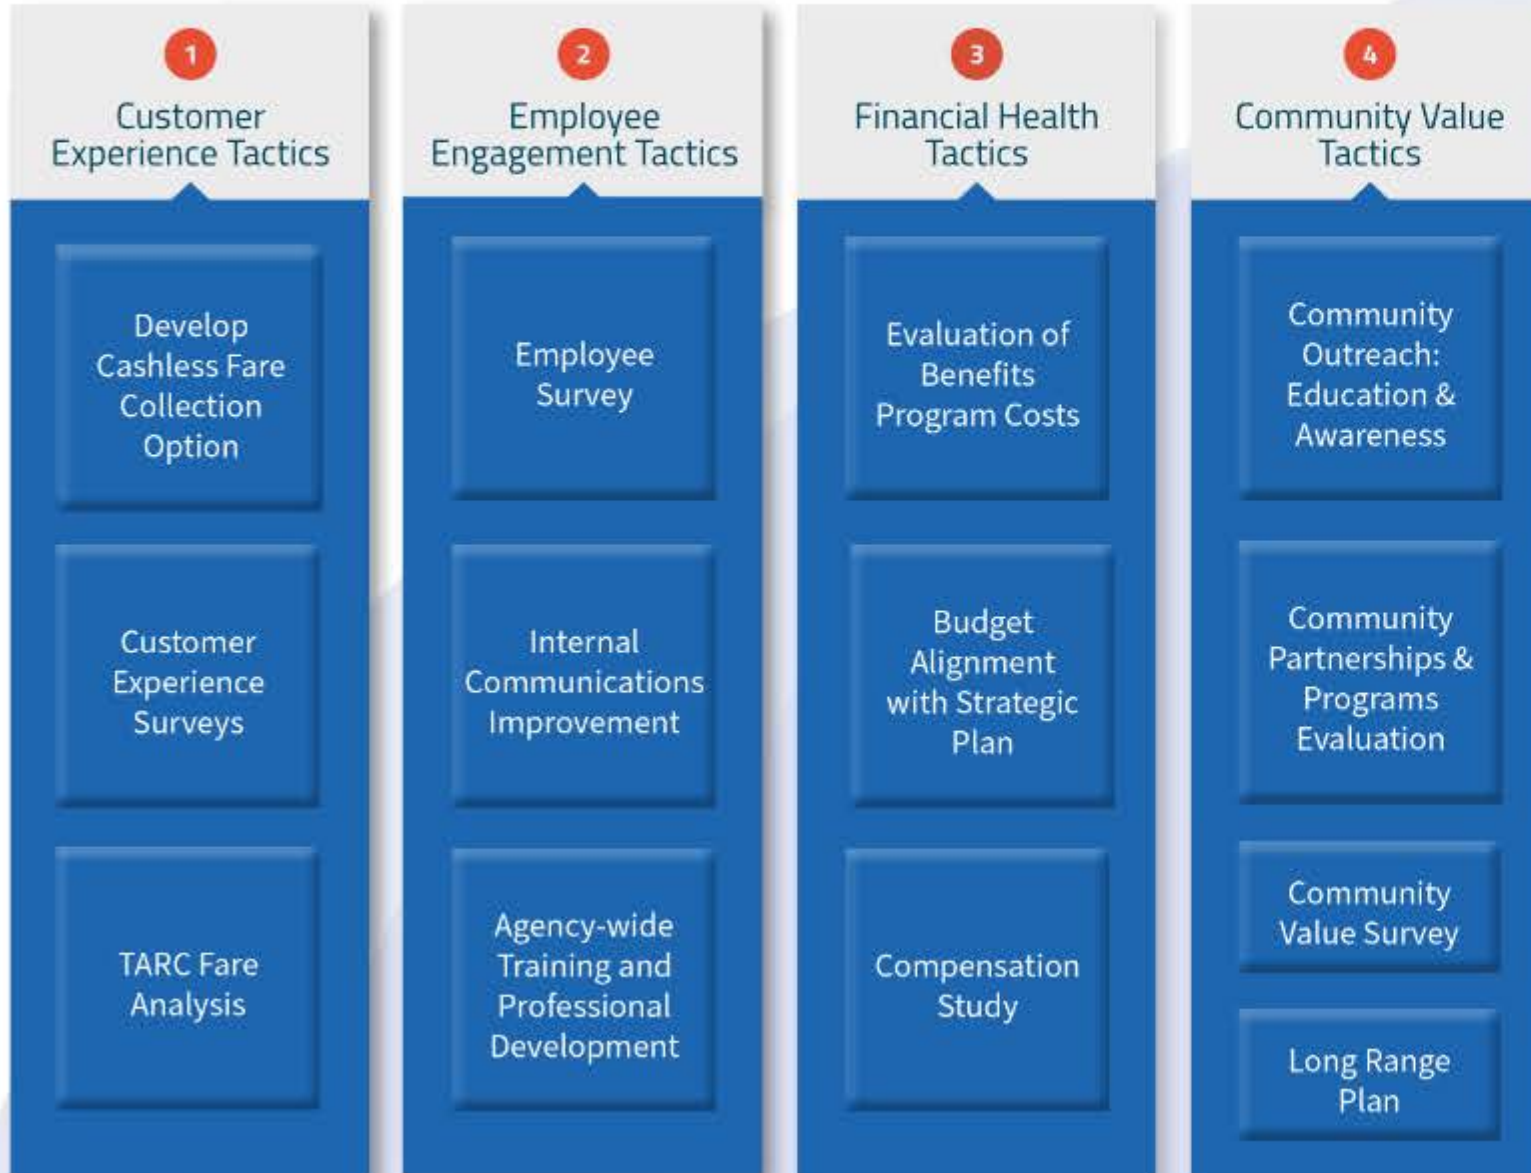 1
Customer
Experience Tactics
Develop
Cashless Fare
Collection
Option
Customer
Experience
Surveys
TARC Fare
Analysis
2
Employee
Engagement Tactics
Employee
Survey
Internal
Communications
Improvement
Agency-wide
Training and
Professional
Development
3
Financial Health
Tactics
Evaluation of
Benefits
Program Costs
Budget
Alignment
with Strategic
Plan
Compensation
Study
4
Community Value
Tactics
Community
Outreach:
Education &
Awareness
Community
Partnerships &
Programs
Evaluation
Community
Value Survey
Long Range
Plan